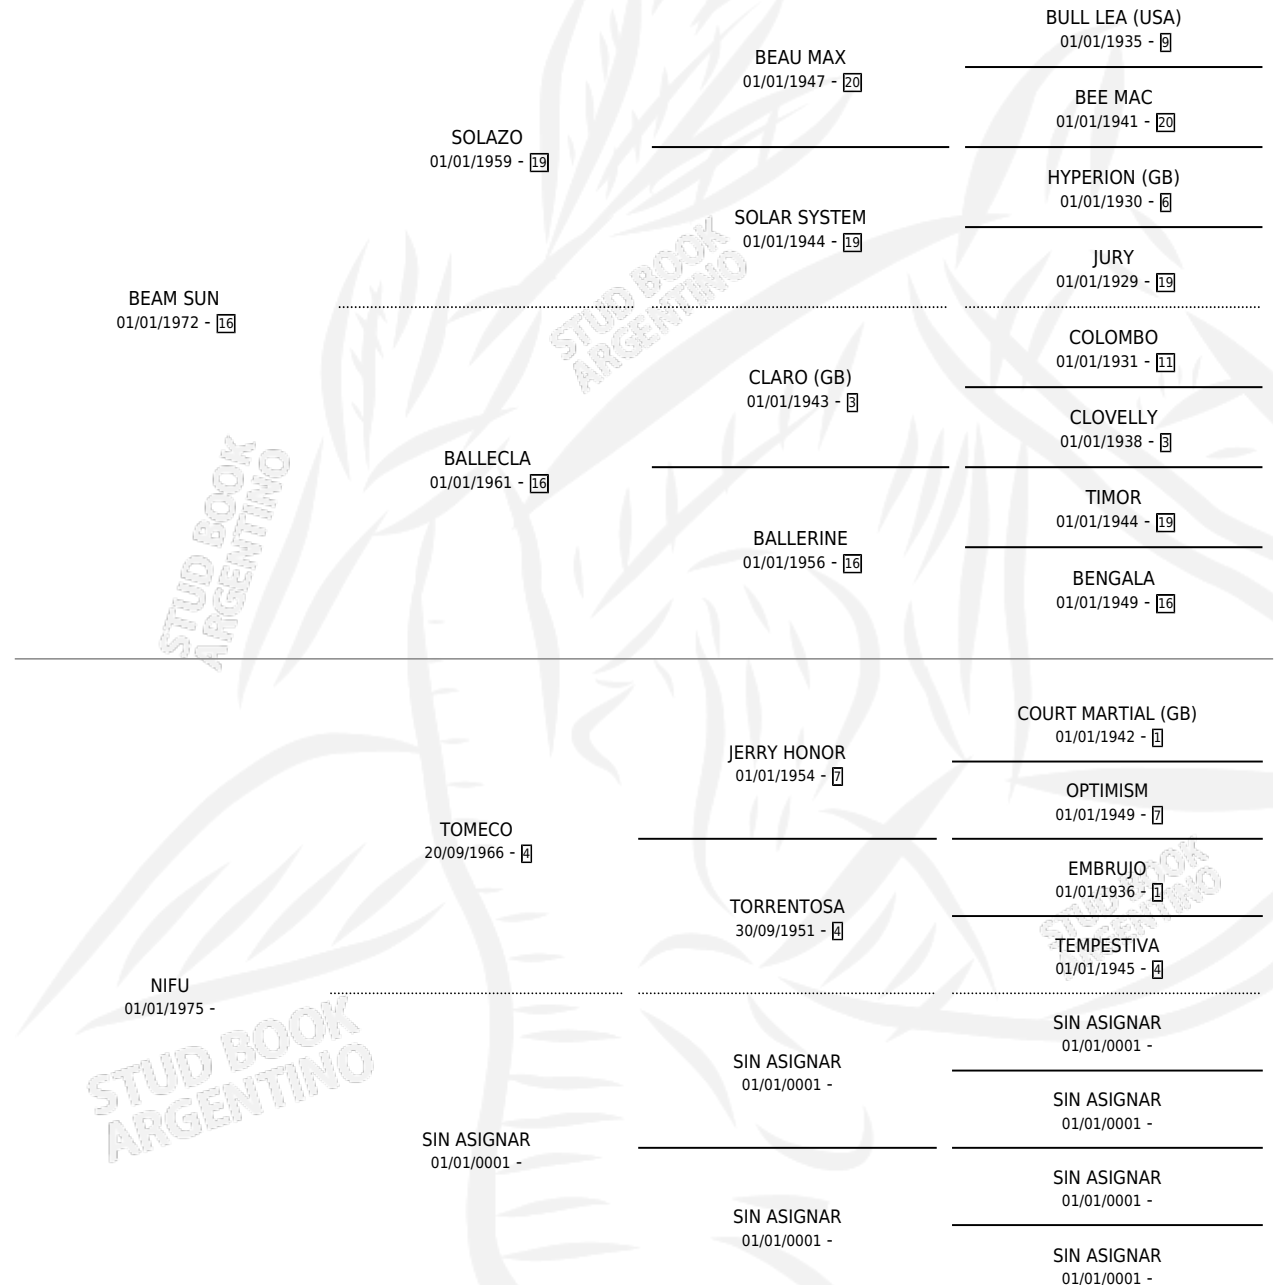 BULL LEA (USA)
01/01/1935 - 9
BEAU MAX
01/01/1947 - 20
BEE MAC
01/01/1941 - 20
SOLAZO
01/01/1959 - 19
HYPERION (GB)
01/01/1930 - 6
SOLAR SYSTEM
01/01/1944 - 19
JURY
01/01/1929 - 19
BEAM SUN
01/01/1972 - 16
COLOMBO
01/01/1931 - 11
CLARO (GB)
01/01/1943 - 3
CLOVELLY
01/01/1938 - 3
BALLECLA
01/01/1961 - 16
TIMOR
01/01/1944 - 19
BALLERINE
01/01/1956 - 16
BENGALA
01/01/1949 - 16
STUD BOOK
ARGENTINO
STUD BOOK
ARGENTINO
COURT MARTIAL (GB)
01/01/1942 - 1
JERRY HONOR
01/01/1954 - 7
OPTIMISM
01/01/1949 - 7
TOMECO
20/09/1966 - 4
EMBRUJO
01/01/1936 - 1
TORRENTOSA
30/09/1951 - 4
TEMPESTIVA
01/01/1945 - 4
NIFU
01/01/1975 -
SIN ASIGNAR
01/01/0001 -
SIN ASIGNAR
01/01/0001 -
SIN ASIGNAR
01/01/0001 -
SIN ASIGNAR
01/01/0001 -
SIN ASIGNAR
01/01/0001 -
SIN ASIGNAR
01/01/0001 -
SIN ASIGNAR
01/01/0001 -
STUD BOOK
ARGENTINO
STUD BOOK
ARGENTINO